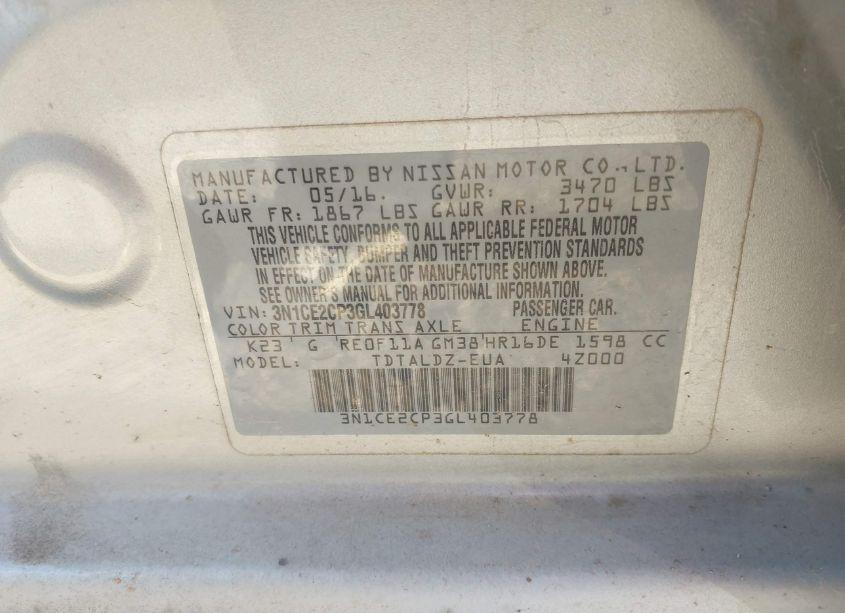 MANUFACTURED BY NISSAN MOTOR CO., LTD.
DATE: 05/16. GVWR: 3470 LBS
GAWR FR: 1867 LBS GAWR RR: 1704 LBS
THIS VEHICLE CONFORMS TO ALL APPLICABLE FEDERAL MOTOR
VEHICLE SAFETY, BUMPER AND THEFT PREVENTION STANDARDS
IN EFFECT ON THE DATE OF MANUFACTURE SHOWN ABOVE.
SEE OWNER'S MANUAL FOR ADDITIONAL INFORMATION.
VIN: 3N1CE2CP3GL403778 PASSENGER CAR.
COLOR TRIM TRANS AXLE ENGINE
K23 G RE0F11A GM38 HR16DE 1598 CC
MODEL: TDTALDZ-EUA 4Z000
3N1CE2CP3GL403778